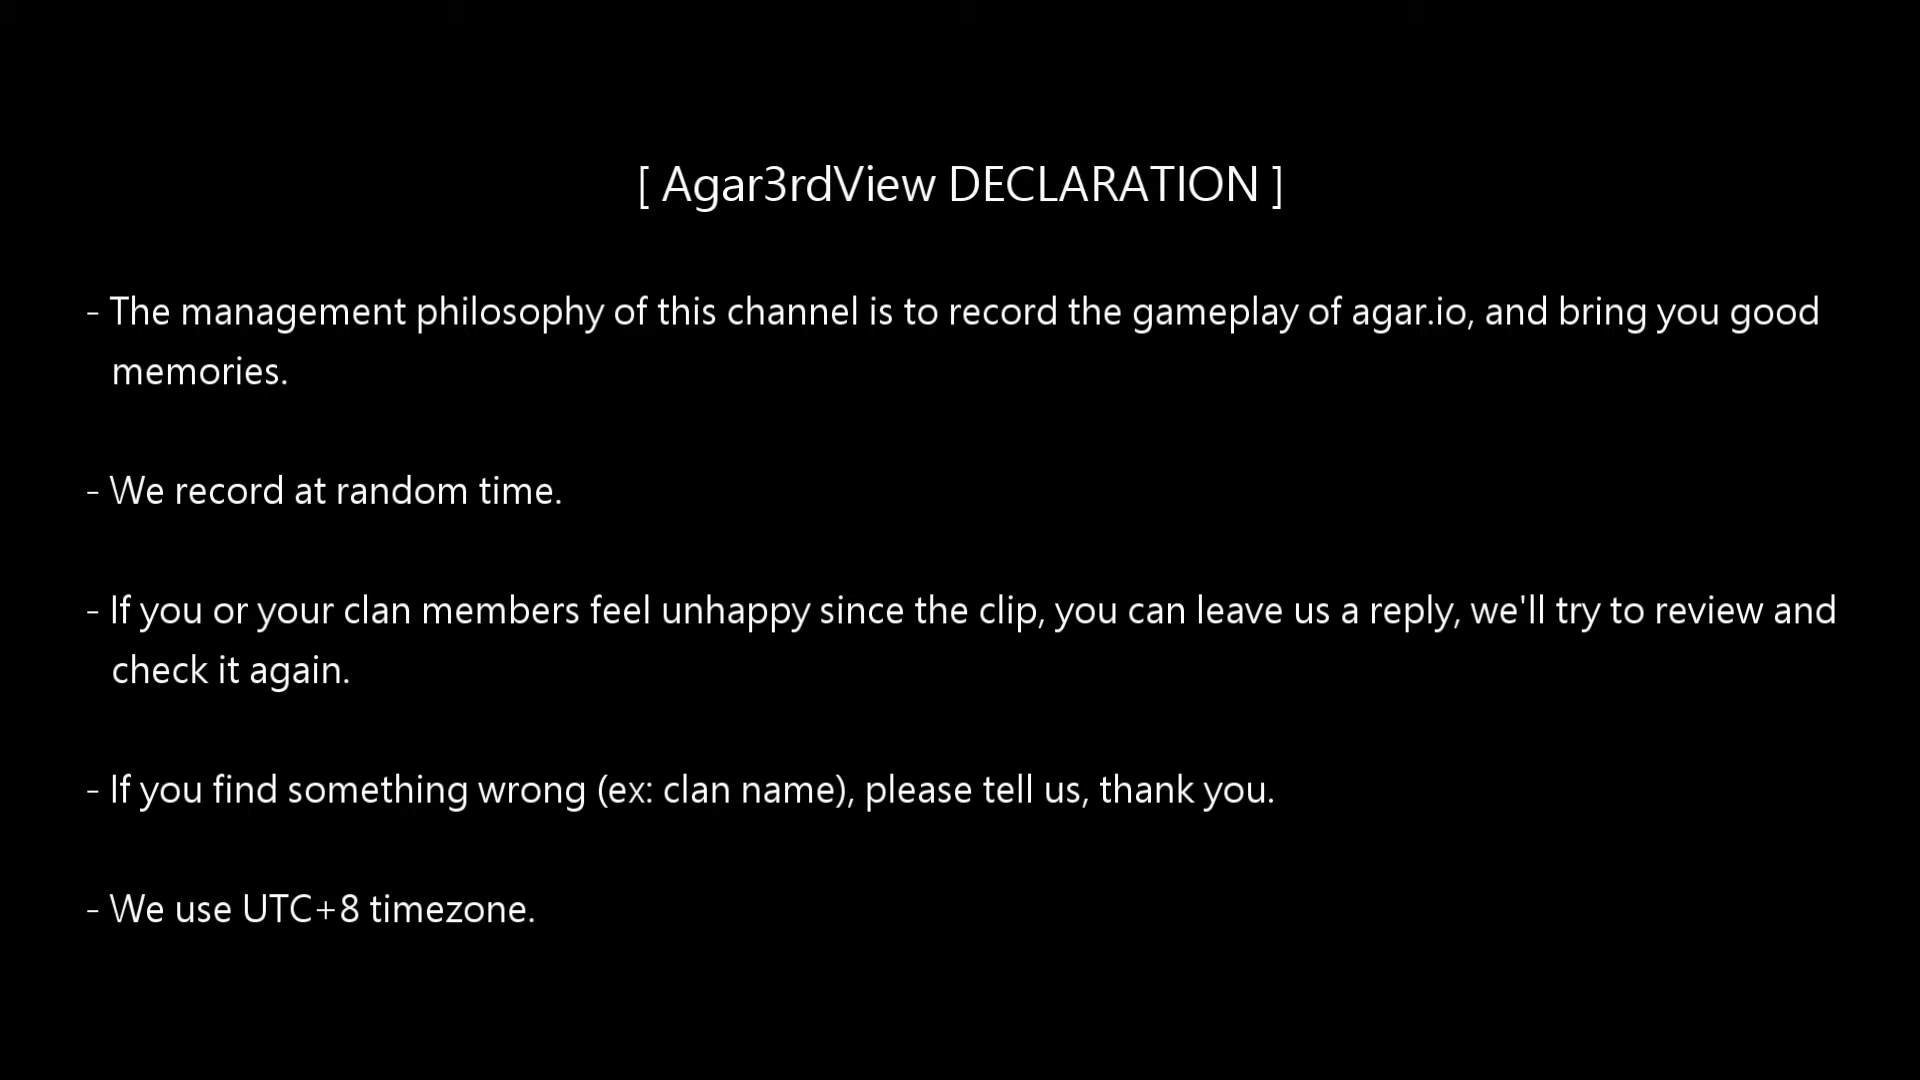 [ Agar3rdView DECLARATION ]
- The management philosophy of this channel is to record the gameplay of agar.io, and bring you good
memories.
- We record at random time.
- If you or your clan members feel unhappy since the clip, you can leave us a reply, we'll try to review and
check it again.
- If you find something wrong (ex: clan name), please tell us, thank you.
- We use UTC+8 timezone.